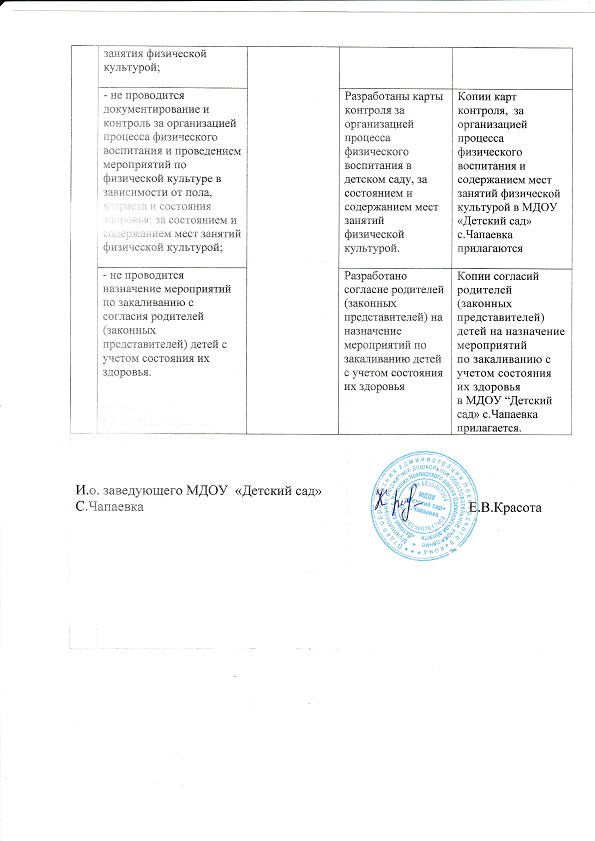 занятия физической
культурой;
- не проводится
документирование и
контроль за организацией
процесса физического
воспитания и проведением
мероприятий по
физической культуре в
зависимости от пола,
возраста и состояния
здоровья: за состоянием и
содержанием мест занятий
физической культурой;
Разработаны карты
контроля за
организацией
процесса
физического
воспитания в
детском саду, за
состоянием и
содержанием мест
занятий
физической
культурой.
Копии карт
контроля, за
организацией
процесса
физического
воспитания и
содержанием мест
занятий физической
культурой в МДОУ
«Детский сад»
с.Чапаевка
прилагаются
- не проводится
назначение мероприятий
по закаливанию с
согласия родителей
(законных
представителей) детей с
учетом состояния их
здоровья.
Разработано
согласие родителей
(законных
представителей) на
назначение
мероприятий по
закаливанию детей
с учетом состояния
их здоровья
Копии согласий
родителей
(законных
представителей)
детей на назначение
мероприятий
по закаливанию с
учетом состояния
их здоровья
в МДОУ “Детский
сад» с.Чапаевка
прилагается.
И.о. заведующего МДОУ «Детский сад»
С.Чапаевка
Е.В.Красота
МДОУ
«Детский сад»
с.Чапаевка